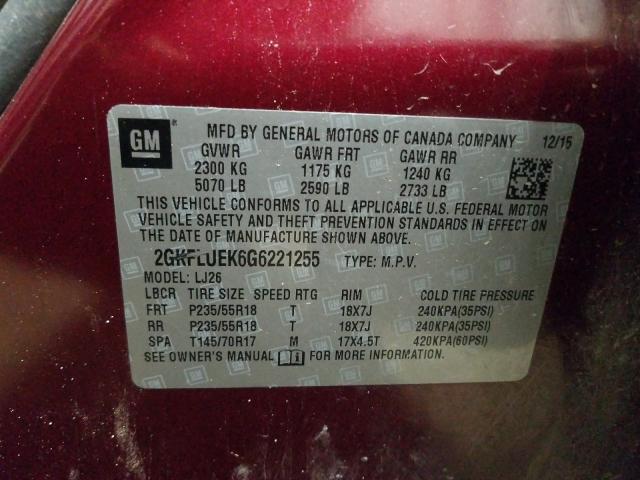 GM ® MFD BY GENERAL MOTORS OF CANADA COMPANY 12/15
GVWR GAWR FRT GAWR RR
2300 KG 1175 KG 1240 KG
5070 LB 2590 LB 2733 LB
THIS VEHICLE CONFORMS TO ALL APPLICABLE U.S. FEDERAL MOTOR
VEHICLE SAFETY AND THEFT PREVENTION STANDARDS IN EFFECT ON
THE DATE OF MANUFACTURE SHOWN ABOVE.
2GKFLUEK6G6221255 TYPE: M.P.V.
MODEL: LJ26
LBCR TIRE SIZE SPEED RTG RIM COLD TIRE PRESSURE
FRT P235/55R18 T 18X7J 240KPA(35PSI)
RR P235/55R18 T 18X7J 240KPA(35PSI)
SPA T145/70R17 M 17X4.5T 420KPA(60PSI)
SEE OWNER'S MANUAL FOR MORE INFORMATION.